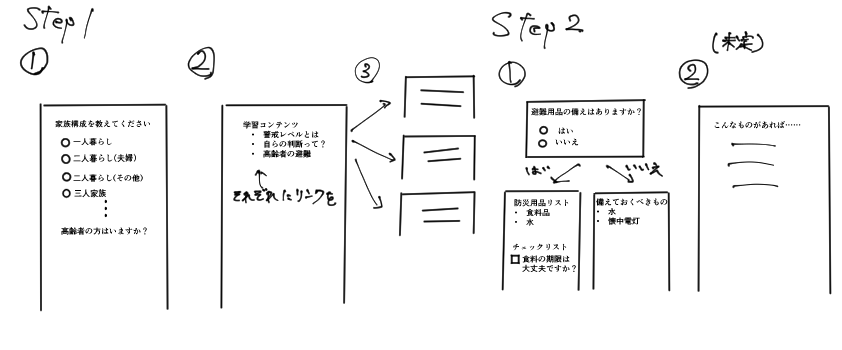 Step 1
①
家族構成を教えてください
一人暮らし
二人暮らし(夫婦)
二人暮らし(その他)
三人家族
高齢者の方はいますか?
②
学習コンテンツ
・ 警戒レベルとは
・ 自らの判断って?
・ 高齢者の避難
それぞれにリンクを
③
Step 2
①
避難用品の備えはありますか?
はい
いいえ
はい
いいえ
防災用品リスト
・ 食料品
・ 水
チェックリスト
食料の期限は
大丈夫ですか?
備えておくべきもの
・ 水
・ 懐中電灯
(未定)
②
こんなものがあれば……